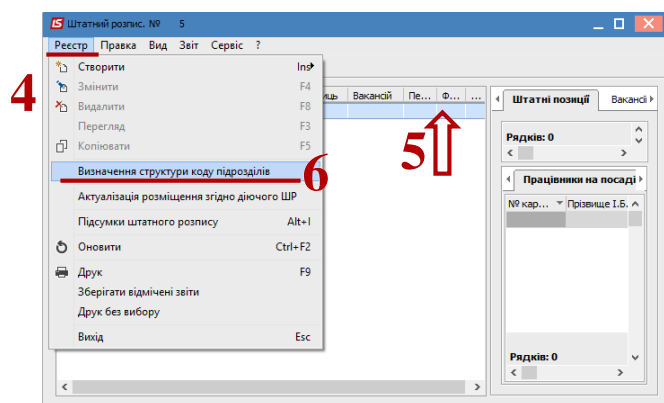 Штатний розпис. № 5
Реєстр Правка Вид Звіт Сервіс ?
4
Створити Ins
Змінити F4
Видалити F8
Перегляд F3
Копіювати F5
Визначення структури коду підрозділів
6
Актуалізація розміщення згідно діючого ШР
Підсумки штатного розпису Alt+I
Оновити Ctrl+F2
Друк F9
Зберігати відмічені звіти
Друк без вибору
Вихід Esc
Вакансій Пе... Ф... ...
5
Штатні позиції Вакансії
Рядків: 0
Працівники на посаді
№ кар... Прізвище І.Б.
Рядків: 0